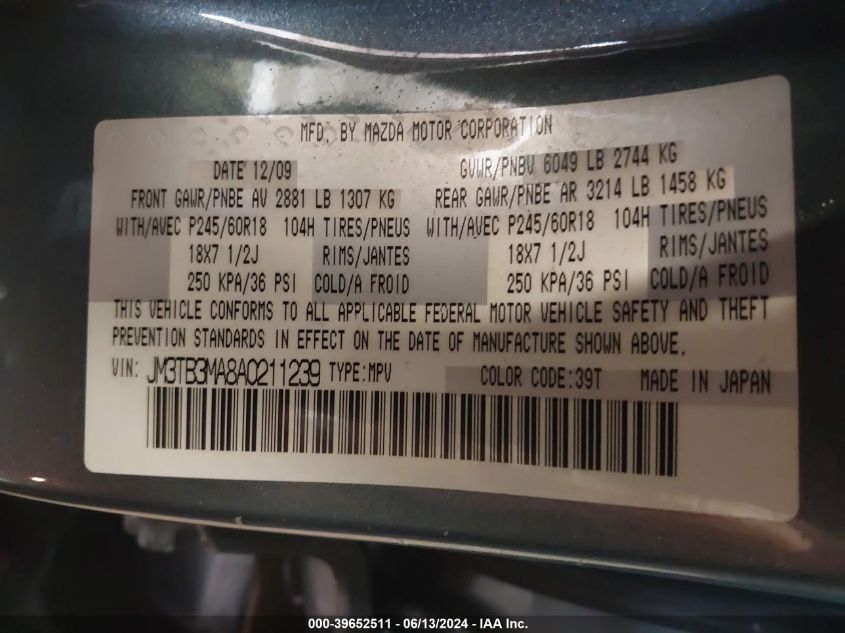 MFD. BY MAZDA MOTOR CORPORATION
DATE 12/09 GVWR/PNBV 6049 LB 2744 KG
FRONT GAWR/PNBE AV 2881 LB 1307 KG REAR GAWR/PNBE AR 3214 LB 1458 KG
WITH/AVEC P245/60R18 104H TIRES/PNEUS WITH/AVEC P245/60R18 104H TIRES/PNEUS
18X7 1/2J RIMS/JANTES 18X7 1/2J RIMS/JANTES
250 KPA/36 PSI COLD/A FROID 250 KPA/36 PSI COLD/A FROID
THIS VEHICLE CONFORMS TO ALL APPLICABLE FEDERAL MOTOR VEHICLE SAFETY AND THEFT
PREVENTION STANDARDS IN EFFECT ON THE DATE OF MANUFACTURE SHOWN ABOVE.
VIN: JM3TB3MA8A0211239 TYPE:MPV COLOR CODE:39T MADE IN JAPAN
000-39652511 - 06/13/2024 - IAA Inc.